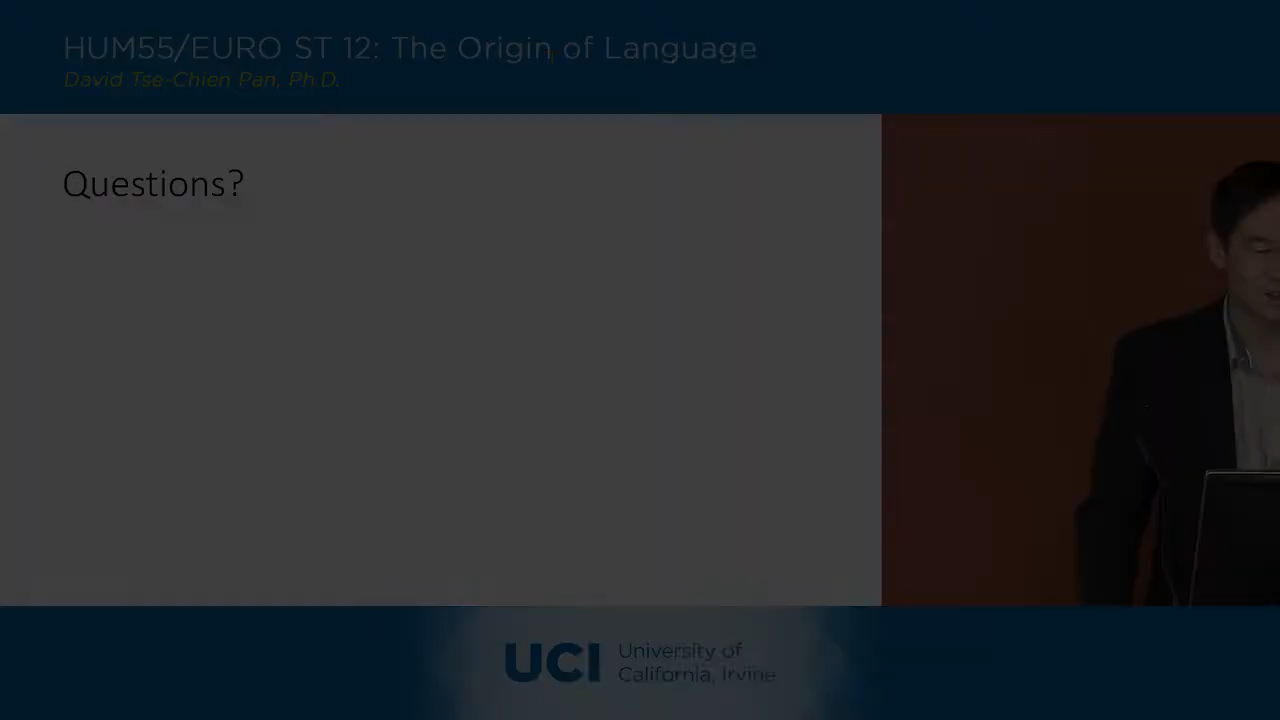 HUM55/EURO ST 12: The Origin of Language
David Tse-Chien Pan, Ph.D.
Questions?
UCI University of
California, Irvine